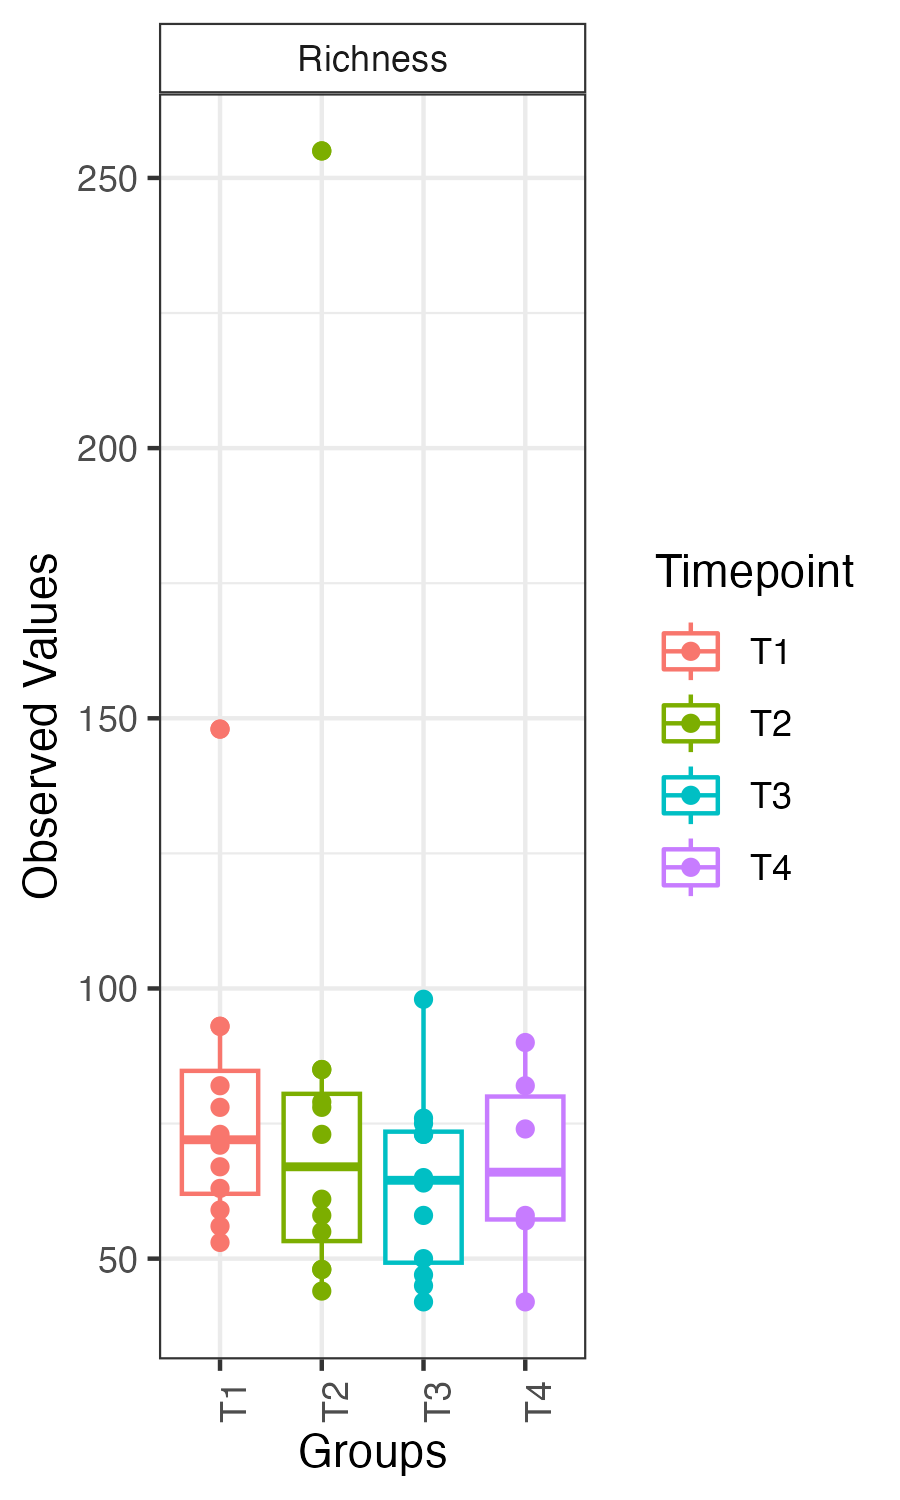 Richness
250
200
150
100
50
Observed Values
T1
T2
T3
T4
Groups
Timepoint
T1
T2
T3
T4